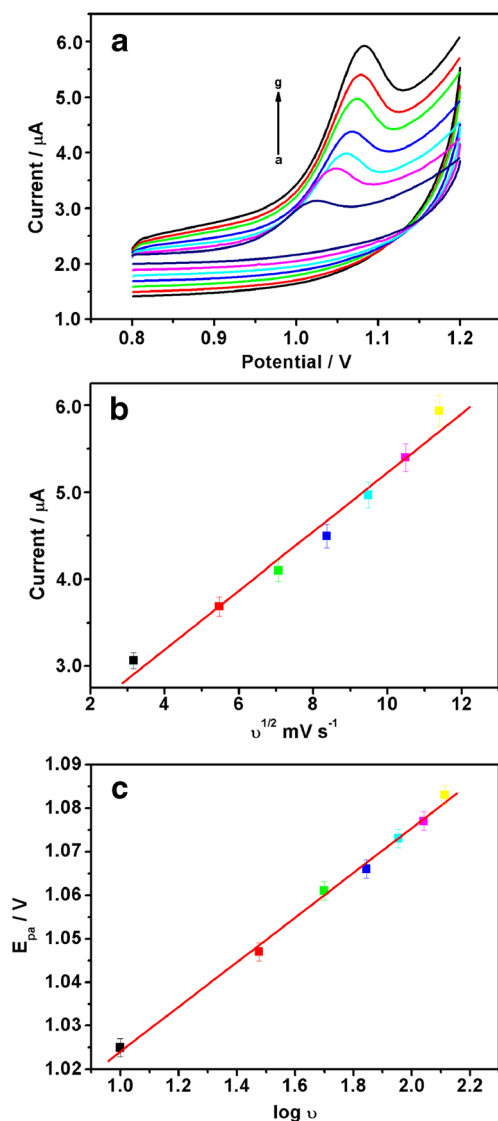 a
6.0
5.0
4.0
3.0
2.0
1.0
g
a
Current / μA
0.8 0.9 1.0 1.1 1.2
Potential / V
b
6.0
5.0
4.0
3.0
Current / μA
2 4 6 8 10 12
υ^1/2 mV s^-1
c
1.09
1.08
1.07
1.06
1.05
1.04
1.03
1.02
E_pa / V
1.0 1.2 1.4 1.6 1.8 2.0 2.2
log υ